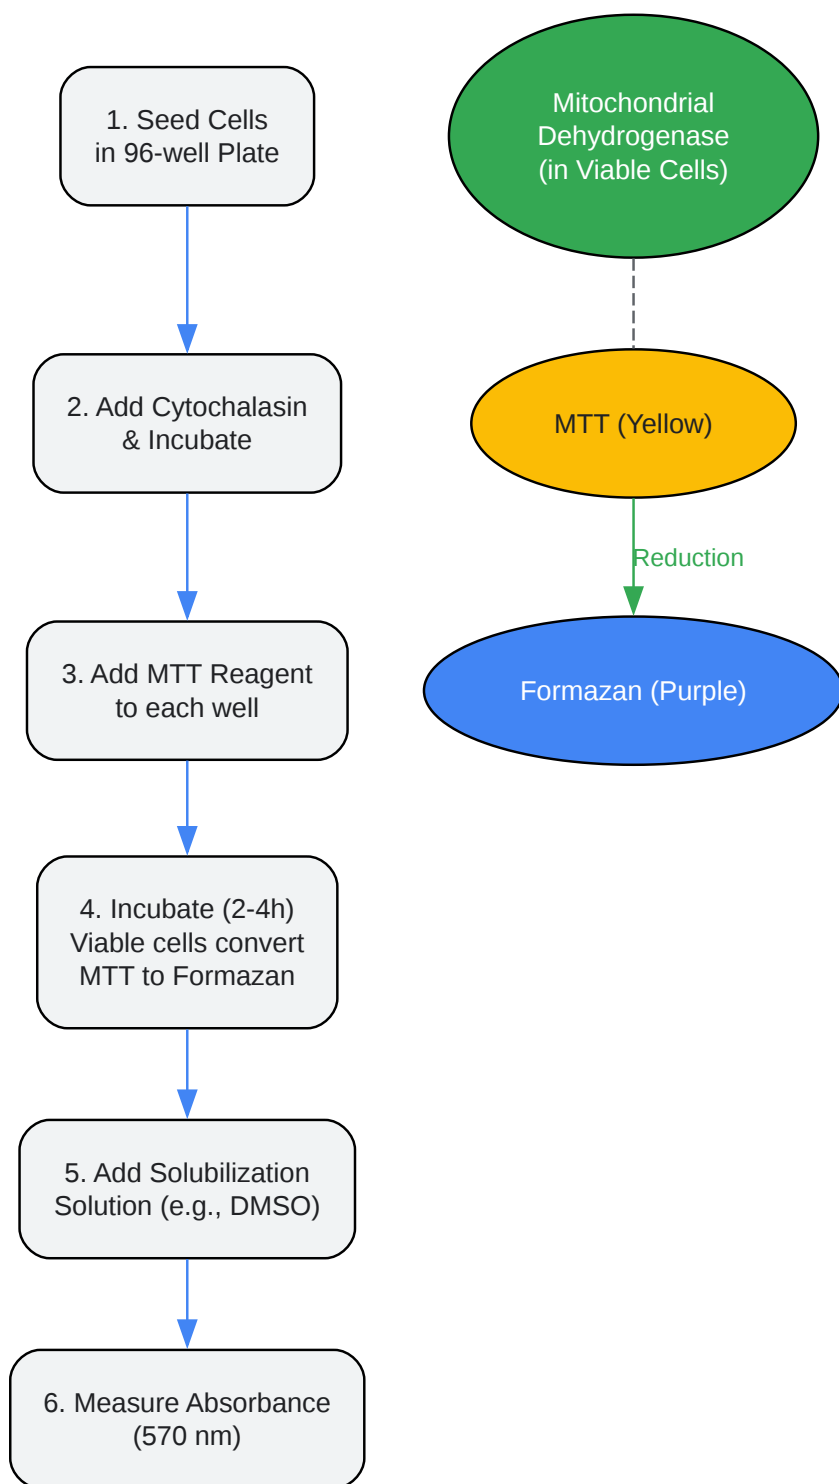 1. Seed Cells
in 96-well Plate
2. Add Cytochalasin
& Incubate
3. Add MTT Reagent
to each well
4. Incubate (2-4h)
Viable cells convert
MTT to Formazan
5. Add Solubilization
Solution (e.g., DMSO)
6. Measure Absorbance
(570 nm)
Mitochondrial
Dehydrogenase
(in Viable Cells)
MTT (Yellow)
Reduction
Formazan (Purple)